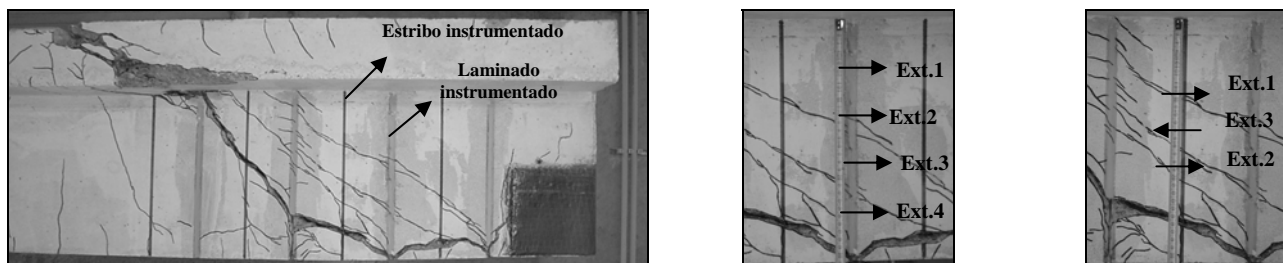 Estribo instrumentado
Laminado
instrumentado
Ext.1
Ext.2
Ext.3
Ext.4
Ext.1
Ext.3
Ext.2